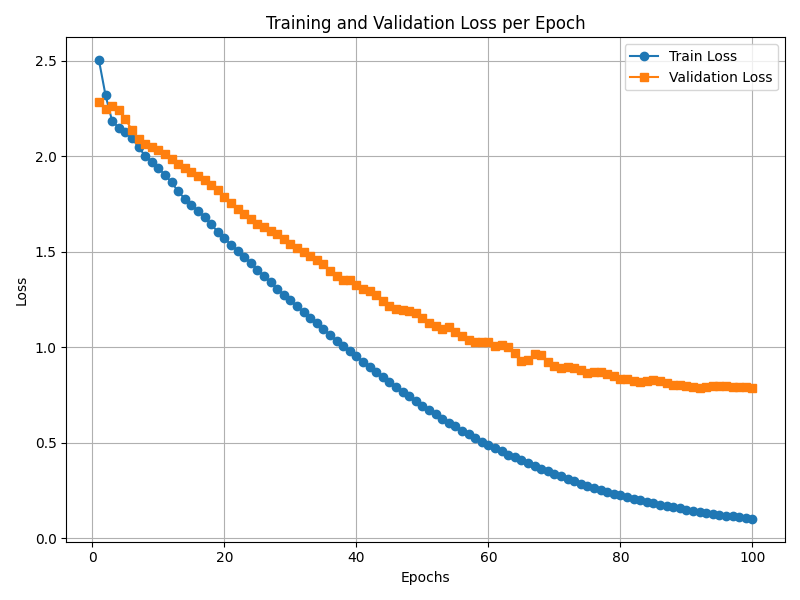 Training and Validation Loss per Epoch
Train Loss
Validation Loss
2.5
2.0
1.5
1.0
0.5
0.0
Loss
0 20 40 60 80 100
Epochs